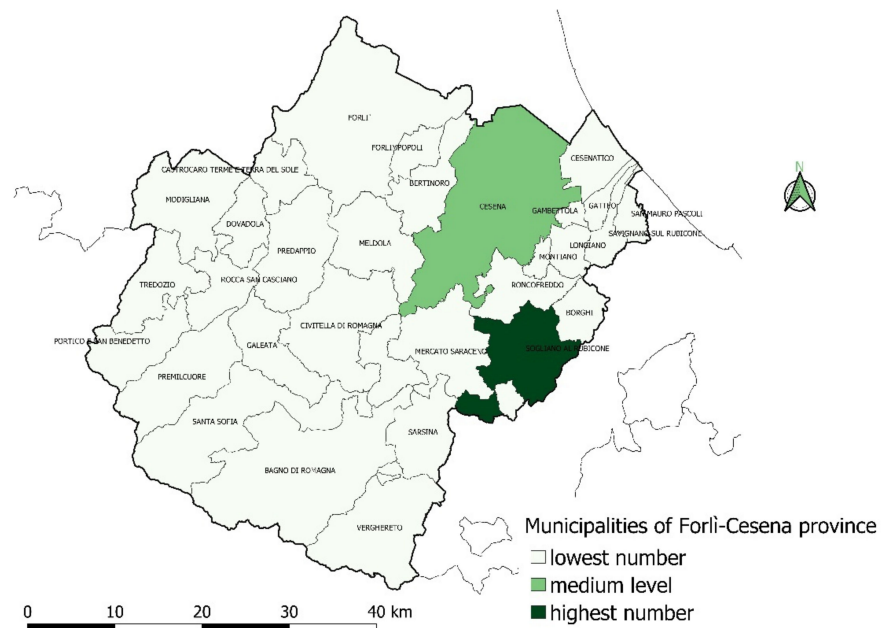 FORLI'
FORLIMPOPOLI
CESENATICO
CASTROCARO TERME E TERRA DEL SOLE
BERTINORO
MODIGLIANA
CESENA
GAMBETTOLA
GATTEO
SAN MAURO PASCOLI
DOVADOLA
SAVIGNANO SUL RUBICONE
PREDAPPIO
MELDOLA
LONGIANO
MONTIANO
ROCCA SAN CASCIANO
TREDOZIO
RONCOFREDDO
BORGHI
CIVITELLA DI ROMAGNA
PORTICO E SAN BENEDETTO
GALEATA
MERCATO SARACENO
SOGLIANO AL RUBICONE
PREMILCUORE
SANTA SOFIA
SARSINA
BAGNO DI ROMAGNA
VERGHERETO
N
Municipalities of Forlì-Cesena province
lowest number
medium level
highest number
0 10 20 30 40 km